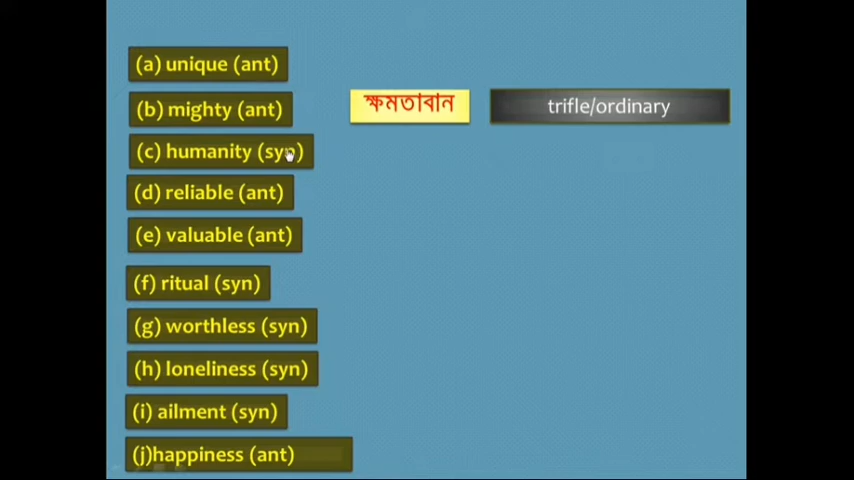 (a) unique (ant)
(b) mighty (ant)
ক্ষমতাবান
trifle/ordinary
(c) humanity (syn)
(d) reliable (ant)
(e) valuable (ant)
(f) ritual (syn)
(g) worthless (syn)
(h) loneliness (syn)
(i) ailment (syn)
(j)happiness (ant)